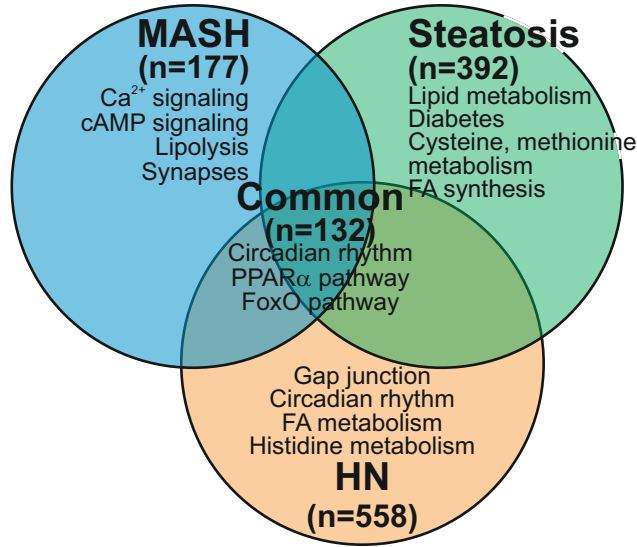 MASH
(n=177)
Ca²⁺ signaling
cAMP signaling
Lipolysis
Synapses
Steatosis
(n=392)
Lipid metabolism
Diabetes
Cysteine, methionine
metabolism
FA synthesis
Common
(n=132)
Circadian rhythm
PPARα pathway
FoxO pathway
Gap junction
Circadian rhythm
FA metabolism
Histidine metabolism
HN
(n=558)